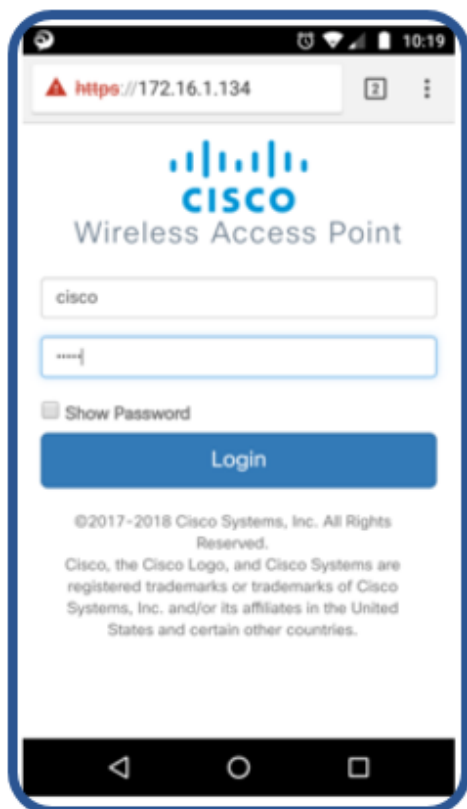 10:19
https://172.16.1.134
2
CISCO
Wireless Access Point
cisco
•••••
Show Password
Login
©2017-2018 Cisco Systems, Inc. All Rights
Reserved.
Cisco, the Cisco Logo, and Cisco Systems are
registered trademarks or trademarks of Cisco
Systems, Inc. and/or its affiliates in the United
States and certain other countries.